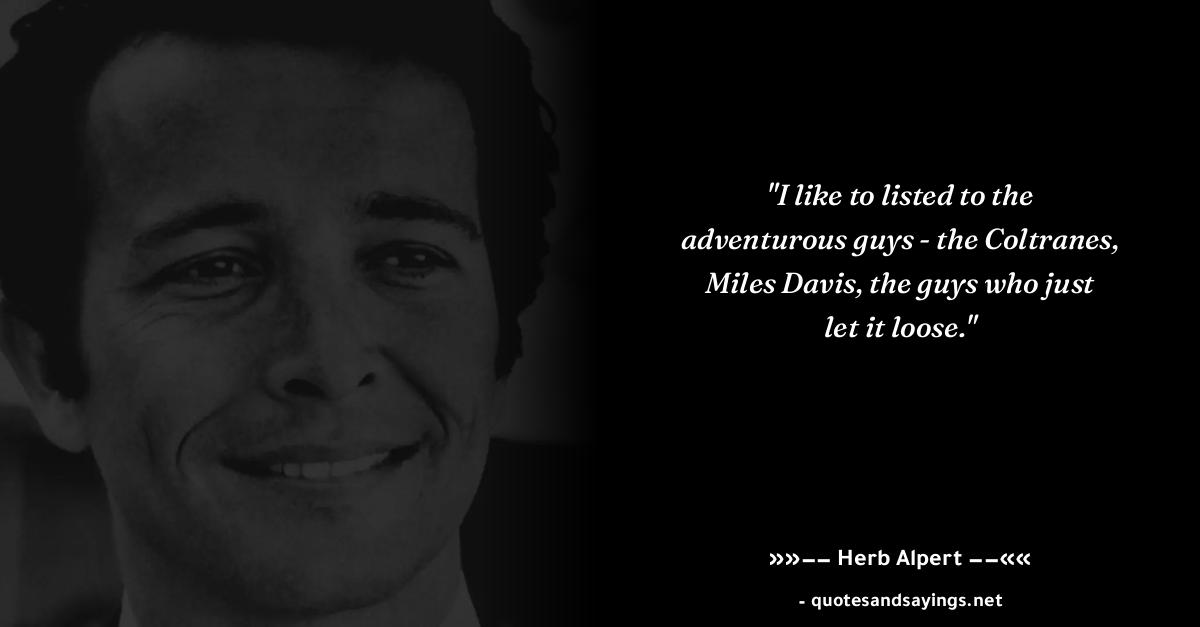 "I like to listed to the
adventurous guys - the Coltranes,
Miles Davis, the guys who just
let it loose."
»»–– Herb Alpert ––««
- quotesandsayings.net